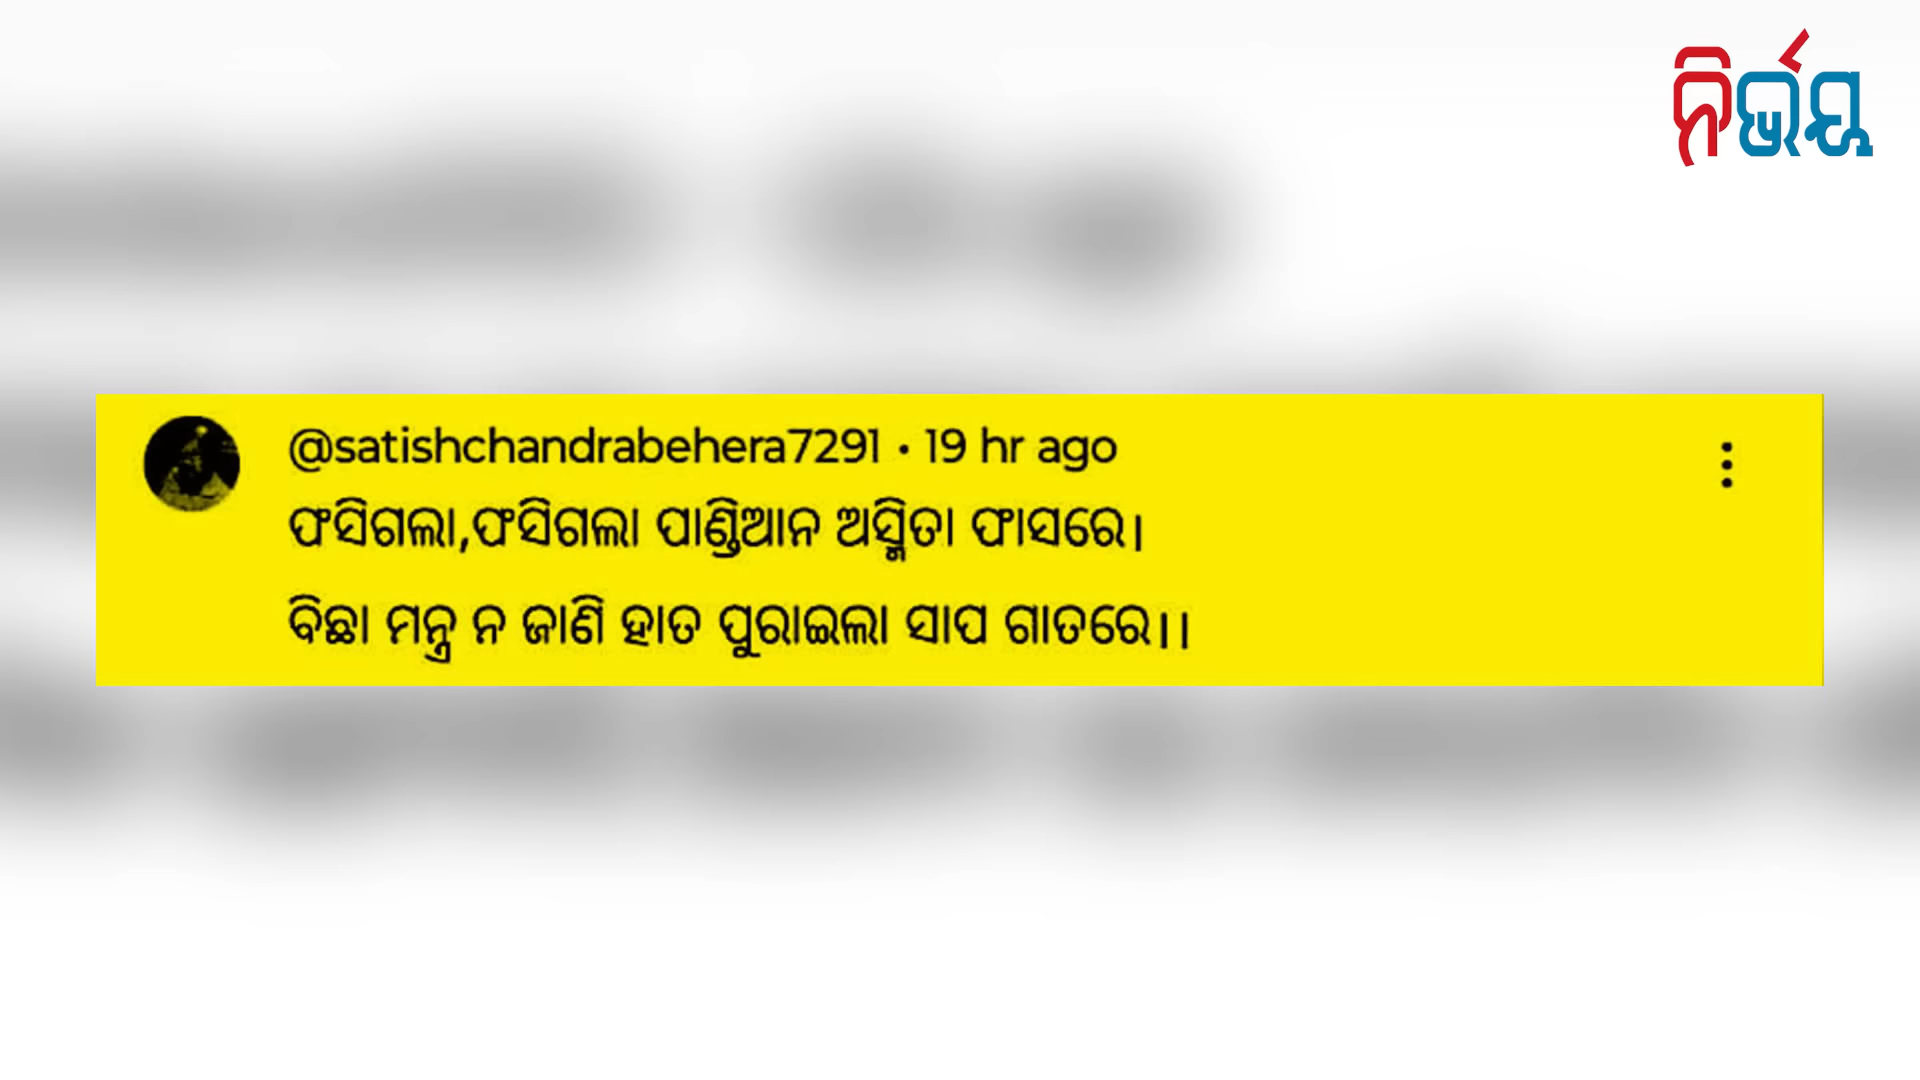 ନିର୍ଭୟ
@satishchandrabehera7291 • 19 hr ago
ଫସିଗଲା,ଫସିଗଲା ପାଣ୍ଡିଆନ ଅସ୍ମିତା ଫାସରେ।
ବିଛା ମନ୍ତ୍ର ନ ଜାଣି ହାତ ପୁରାଇଲା ସାପ ଗାତରେ।।